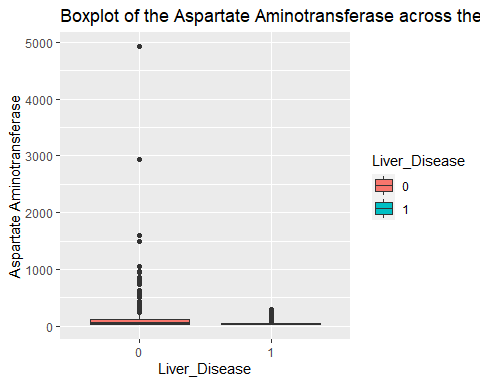 Boxplot of the Aspartate Aminotransferase across the
5000
4000
3000
2000
1000
0
Aspartate Aminotransferase
0
1
Liver_Disease
Liver_Disease
0
1